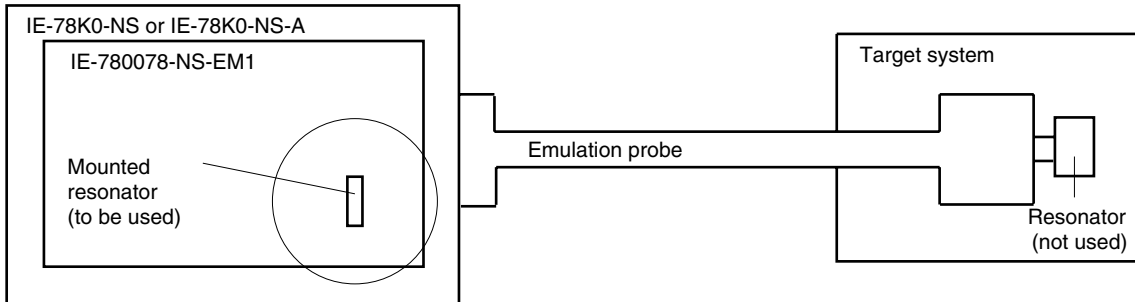 IE-78K0-NS or IE-78K0-NS-A
IE-780078-NS-EM1
Mounted
resonator
(to be used)
Emulation probe
Target system
Resonator
(not used)